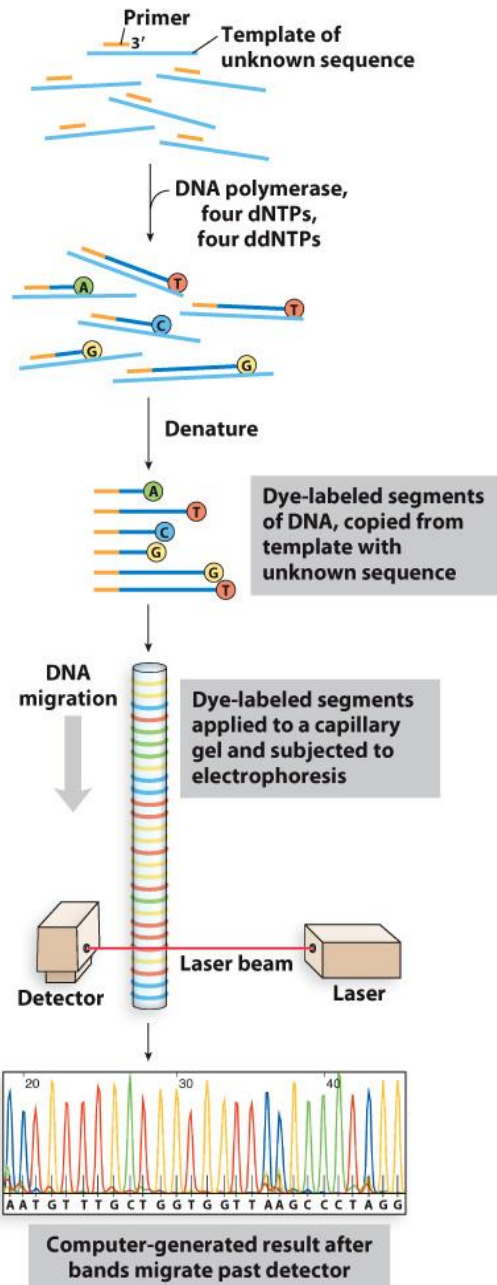 Primer
3’
Template of
unknown sequence
DNA polymerase,
four dNTPs,
four ddNTPs
A
T
T
C
G
G
Denature
A
T
C
G
G
T
Dye-labeled segments
of DNA, copied from
template with
unknown sequence
DNA
migration
Dye-labeled segments
applied to a capillary
gel and subjected to
electrophoresis
Laser beam
Detector
Laser
20 30 40
A A T G T T T G C T G G T G G T T A A G C C C T A G G
Computer-generated result after
bands migrate past detector